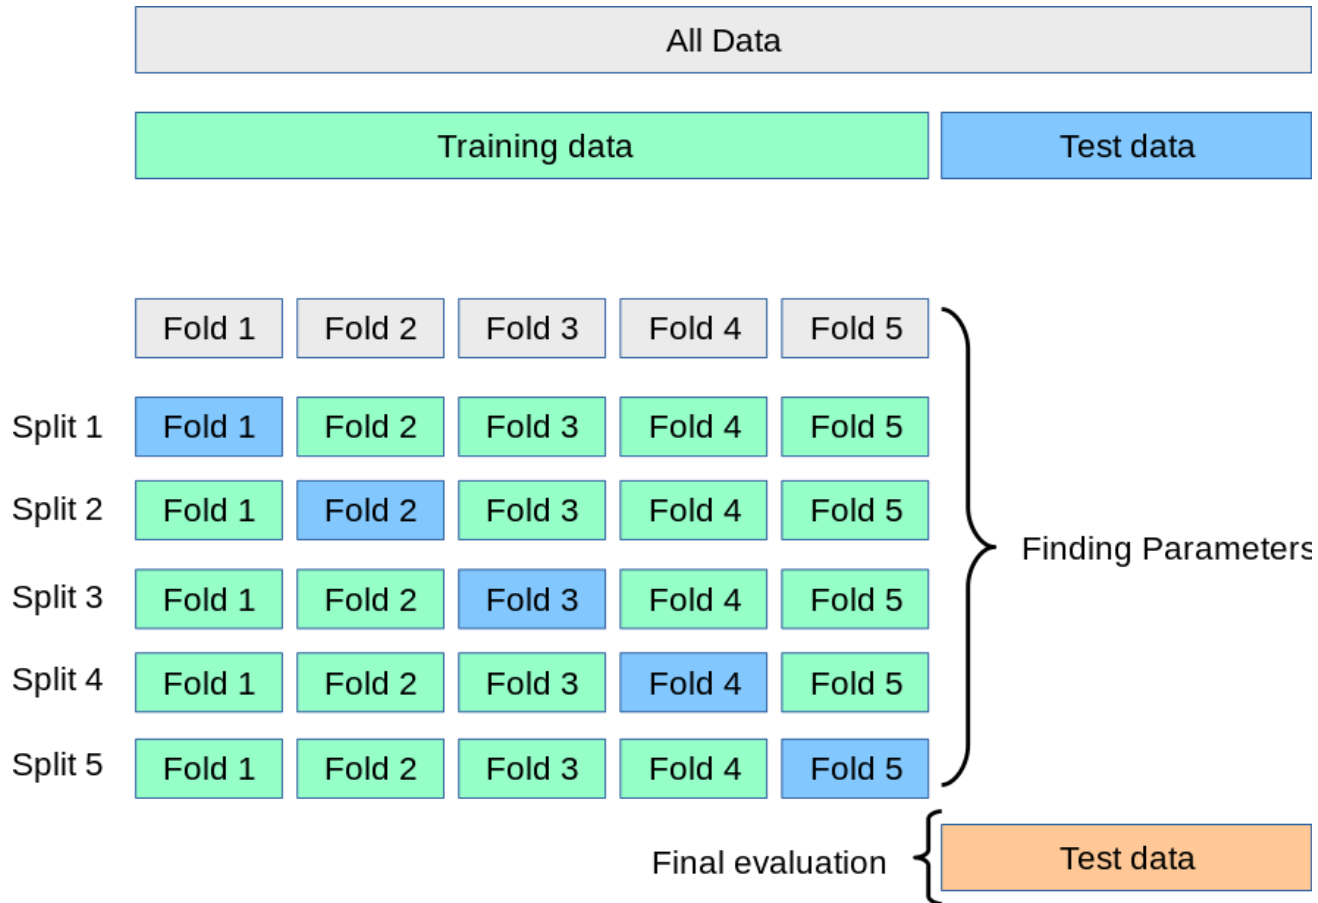 All Data
Training data Test data
Fold 1 Fold 2 Fold 3 Fold 4 Fold 5
Split 1 Fold 1 Fold 2 Fold 3 Fold 4 Fold 5
Split 2 Fold 1 Fold 2 Fold 3 Fold 4 Fold 5
Finding Parameters
Split 3 Fold 1 Fold 2 Fold 3 Fold 4 Fold 5
Split 4 Fold 1 Fold 2 Fold 3 Fold 4 Fold 5
Split 5 Fold 1 Fold 2 Fold 3 Fold 4 Fold 5
Final evaluation Test data